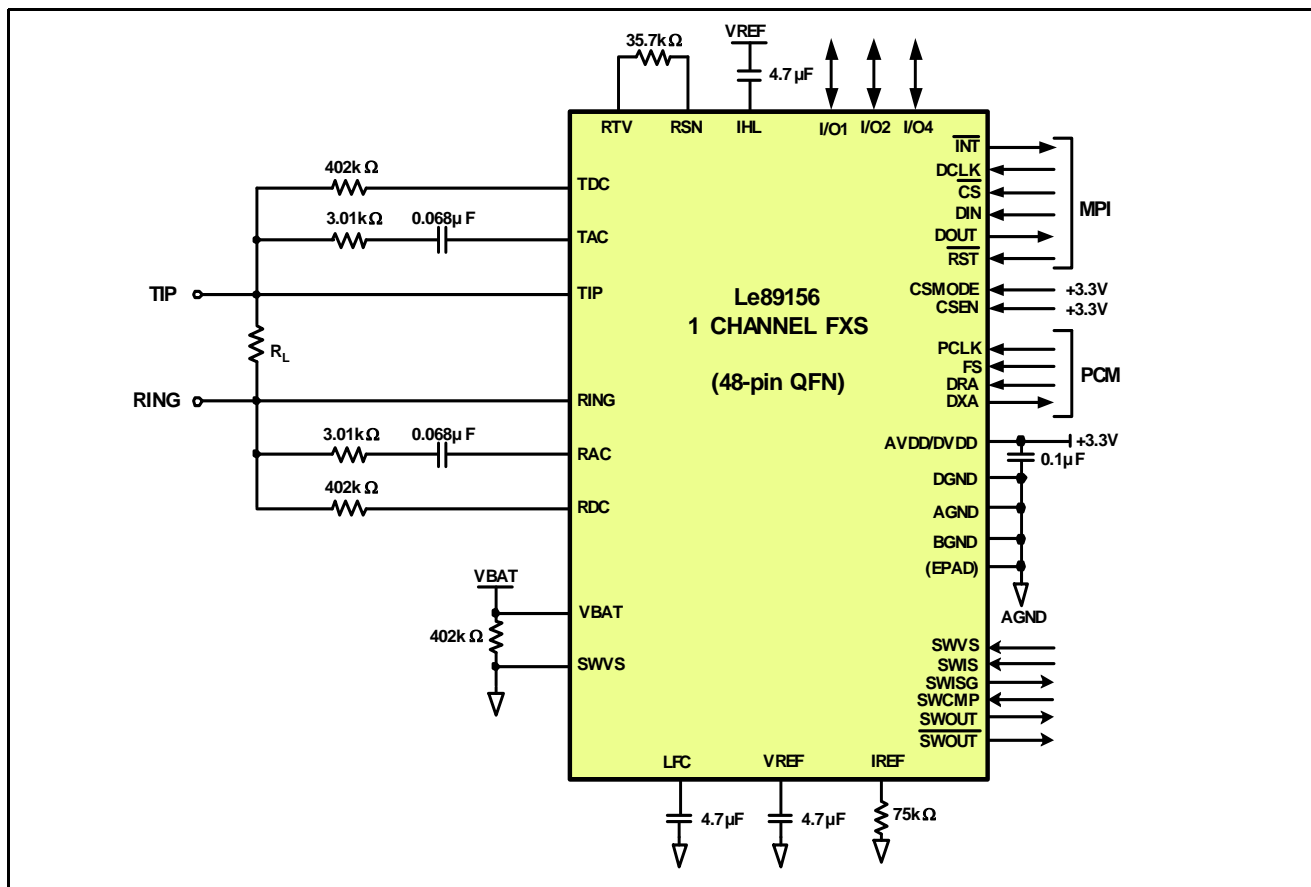 VREF
35.7kΩ
4.7µF
RTV RSN IHL I/O1 I/O2 I/O4
INT
DCLK
CS
DIN
DOUT
RST
MPI
402kΩ
TDC
3.01kΩ 0.068µF
TAC
TIP
TIP
CSMODE +3.3V
CSEN +3.3V
Le89156
1 CHANNEL FXS
(48-pin QFN)
RL
PCLK
FS
DRA
DXA
PCM
RING
RING
3.01kΩ 0.068µF
RAC
402kΩ
RDC
AVDD/DVDD +3.3V
0.1µF
DGND
AGND
BGND
(EPAD)
AGND
VBAT
VBAT
402kΩ
SWVS
SWVS
SWIS
SWISG
SWCMP
SWOUT
SWOUT
LFC VREF IREF
4.7µF 4.7µF 75kΩ